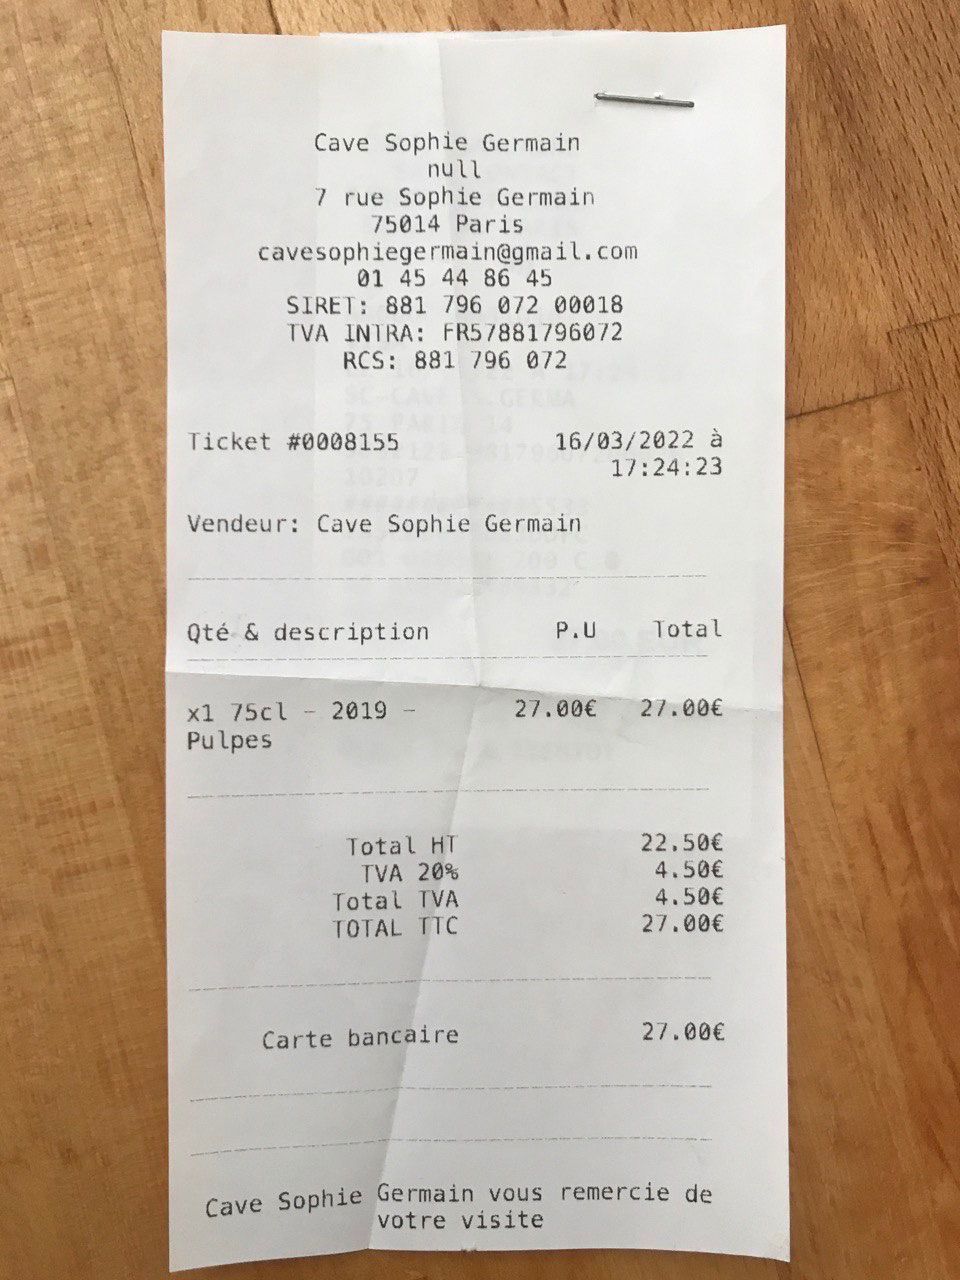 Cave Sophie Germain
null
7 rue Sophie Germain
75014 Paris
cavesophiegermain@gmail.com
01 45 44 86 45
SIRET: 881 796 072 00018
TVA INTRA: FR57881796072
RCS: 881 796 072
Ticket #0008155 16/03/2022 à
17:24:23
Vendeur: Cave Sophie Germain
Qté & description P.U Total
x1 75cl - 2019 - 27.00€ 27.00€
Pulpes
Total HT 22.50€
TVA 20% 4.50€
Total TVA 4.50€
TOTAL TTC 27.00€
Carte bancaire 27.00€
Cave Sophie Germain vous remercie de
votre visite